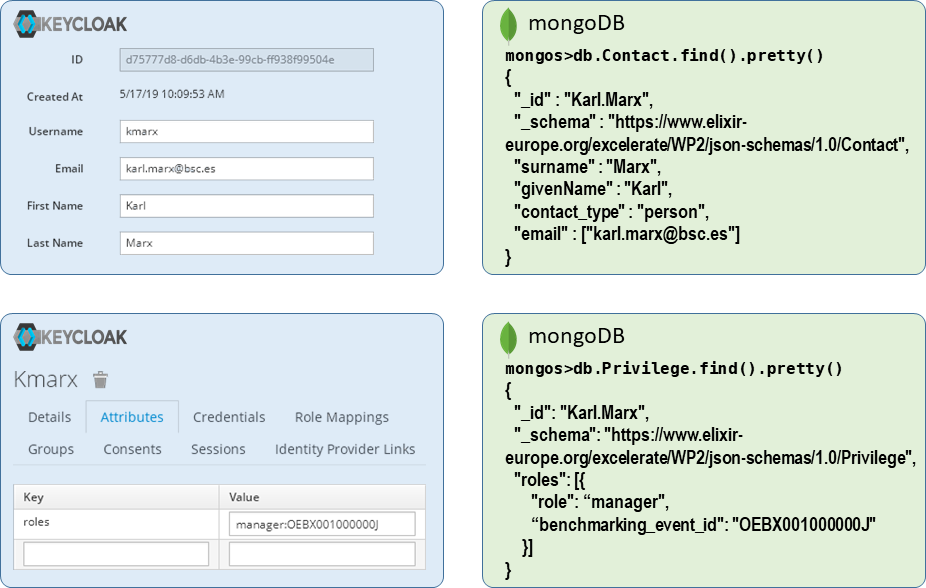 KEYCLOAK
ID d75777d8-d6db-4b3e-99cb-ff938f99504e
Created At 5/17/19 10:09:53 AM
Username kmarx
Email karl.marx@bsc.es
First Name Karl
Last Name Marx
mongoDB
mongos>db.Contact.find().pretty()
{
"_id" : "Karl.Marx",
"_schema" : "https://www.elixir-
europe.org/excelerate/WP2/json-schemas/1.0/Contact",
"surname" : "Marx",
"givenName" : "Karl",
"contact_type" : "person",
"email" : ["karl.marx@bsc.es"]
}
KEYCLOAK
Kmarx
Details Attributes Credentials Role Mappings
Groups Consents Sessions Identity Provider Links
Key Value
roles manager:OEBX001000000J
mongoDB
mongos>db.Privilege.find().pretty()
{
"_id": "Karl.Marx",
"_schema": "https://www.elixir-
europe.org/excelerate/WP2/json-schemas/1.0/Privilege",
"roles": [{
"role": “manager",
“benchmarking_event_id": "OEBX001000000J"
}]
}